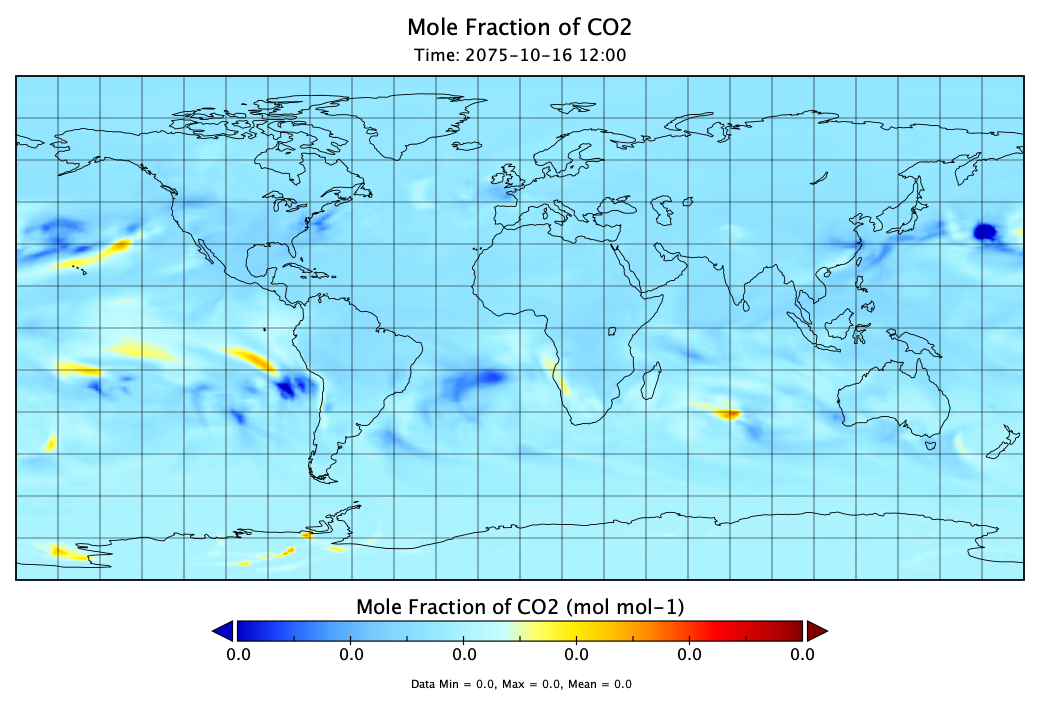 Mole Fraction of CO2
Time: 2075-10-16 12:00
Mole Fraction of CO2 (mol mol-1)
0.0 0.0 0.0 0.0 0.0 0.0
Data Min = 0.0, Max = 0.0, Mean = 0.0